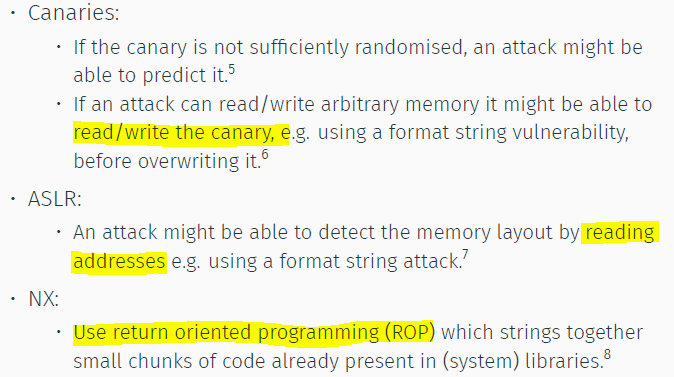 • Canaries:
• If the canary is not sufficiently randomised, an attack might be
able to predict it.5
• If an attack can read/write arbitrary memory it might be able to
read/write the canary, e.g. using a format string vulnerability,
before overwriting it.6
• ASLR:
• An attack might be able to detect the memory layout by reading
addresses e.g. using a format string attack.7
• NX:
• Use return oriented programming (ROP) which strings together
small chunks of code already present in (system) libraries.8